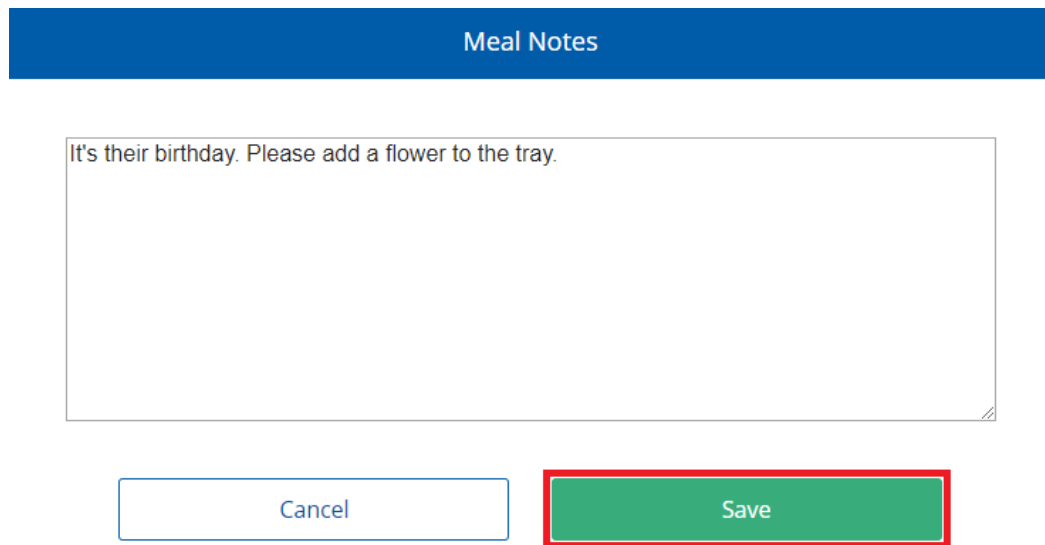 Meal Notes
It's their birthday. Please add a flower to the tray.
Cancel
Save